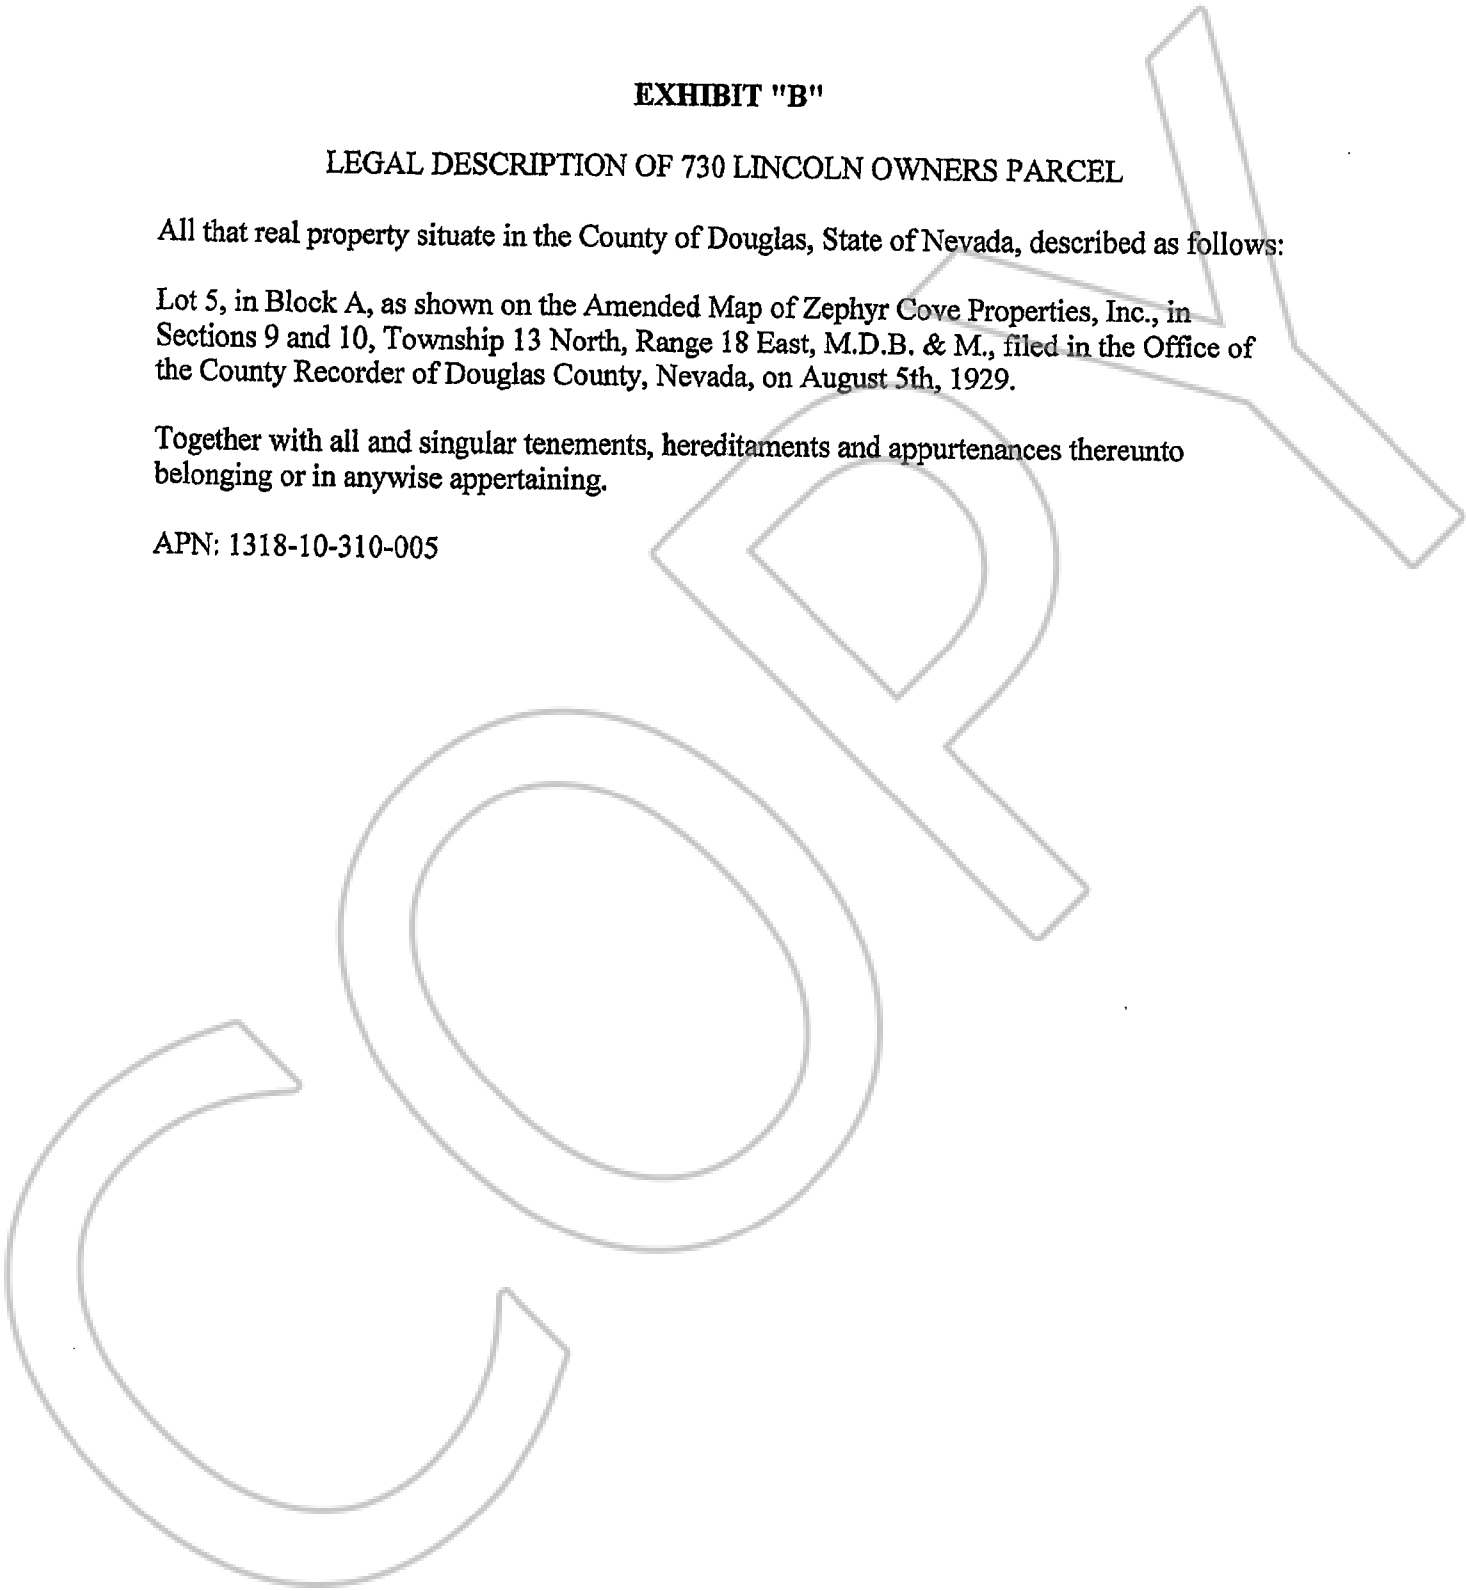 EXHIBIT "B"
LEGAL DESCRIPTION OF 730 LINCOLN OWNERS PARCEL
All that real property situate in the County of Douglas, State of Nevada, described as follows:
Lot 5, in Block A, as shown on the Amended Map of Zephyr Cove Properties, Inc., in
Sections 9 and 10, Township 13 North, Range 18 East, M.D.B. & M., filed in the Office of
the County Recorder of Douglas County, Nevada, on August 5th, 1929.
Together with all and singular tenements, hereditaments and appurtenances thereunto
belonging or in anywise appertaining.
APN: 1318-10-310-005
COPY